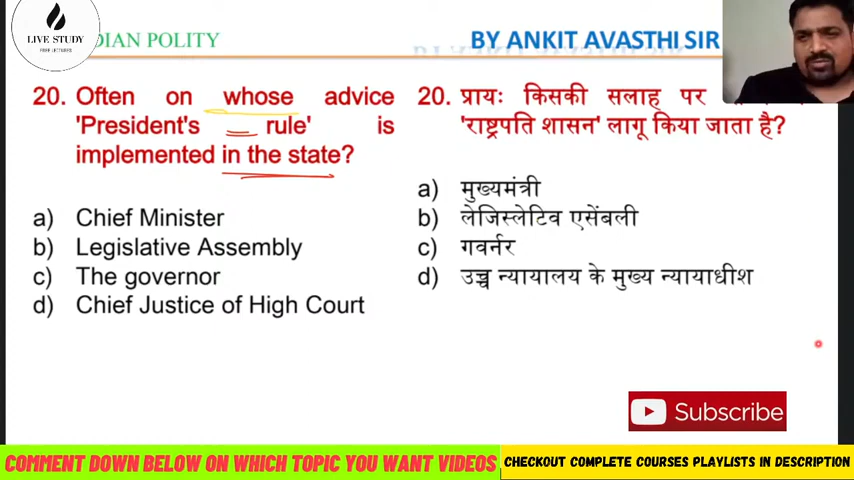 LIVE STUDY
FREE LECTURES
DIAN POLITY
BY ANKIT AVASTHI SIR
20. Often on whose advice
'President's rule' is
implemented in the state?
a) Chief Minister
b) Legislative Assembly
c) The governor
d) Chief Justice of High Court
20. प्रायः किसकी सलाह पर
'राष्ट्रपति शासन' लागू किया जाता है?
a) मुख्यमंत्री
b) लेजिस्लेटिव एसेंबली
c) गवर्नर
d) उच्च न्यायालय के मुख्य न्यायाधीश
Subscribe
COMMENT DOWN BELOW ON WHICH TOPIC YOU WANT VIDEOS
CHECKOUT COMPLETE COURSES PLAYLISTS IN DESCRIPTION